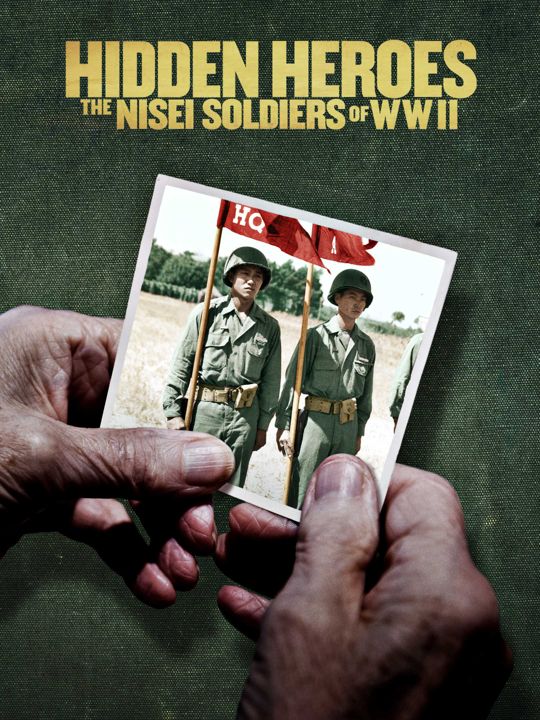 HIDDEN HEROES
THE NISEI SOLDIERS OF WWII
HQ
A